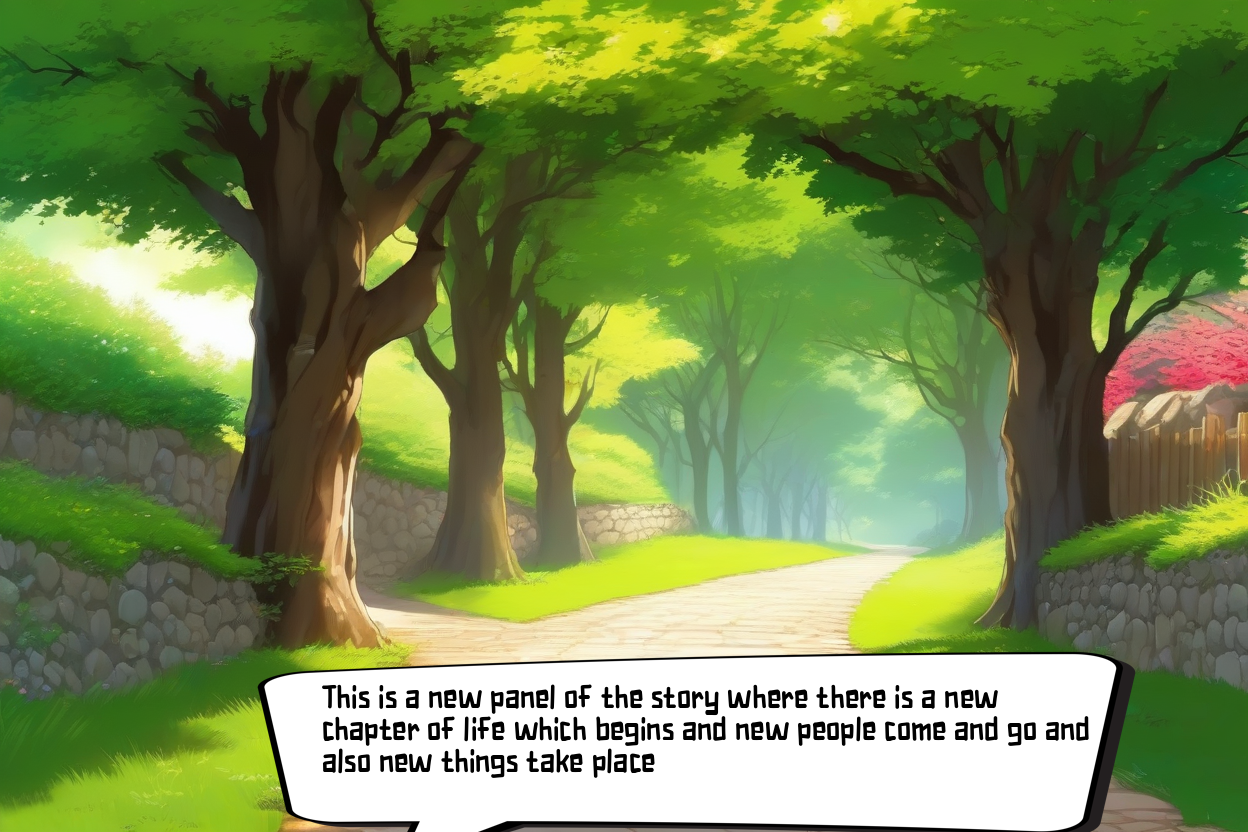 This is a new panel of the story where there is a new
chapter of life which begins and new people come and go and
also new things take place